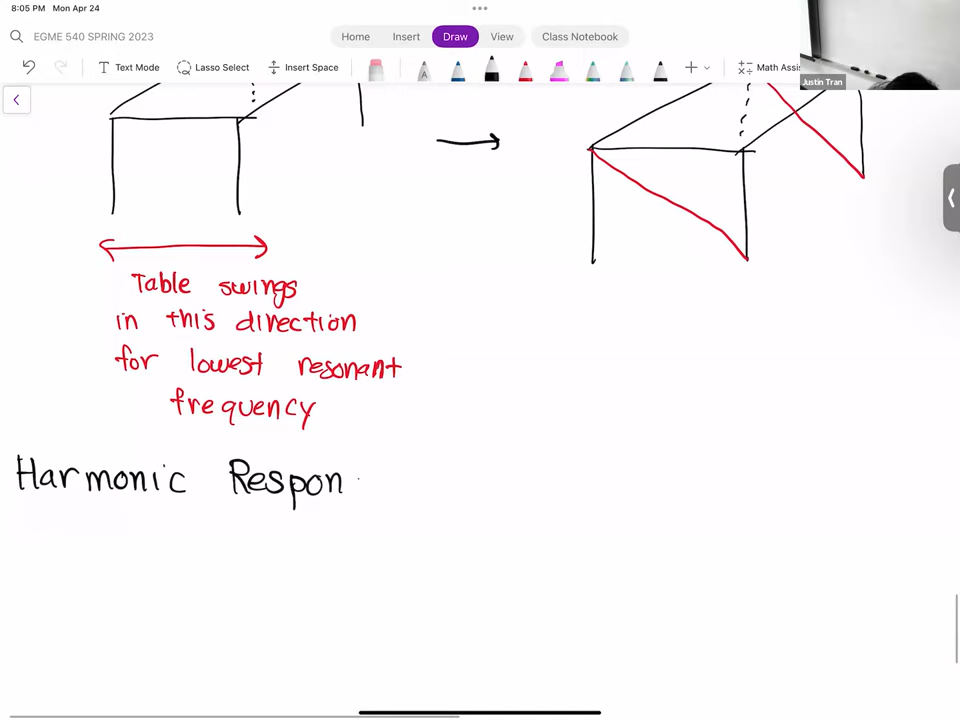 8:05 PM Mon Apr 24
EGME 540 SPRING 2023
Home Insert Draw View Class Notebook
A Text Mode Lasso Select Insert Space Math Assis
Justin Tran
Table swings
in this direction
for lowest resonant
frequency
Harmonic Respon